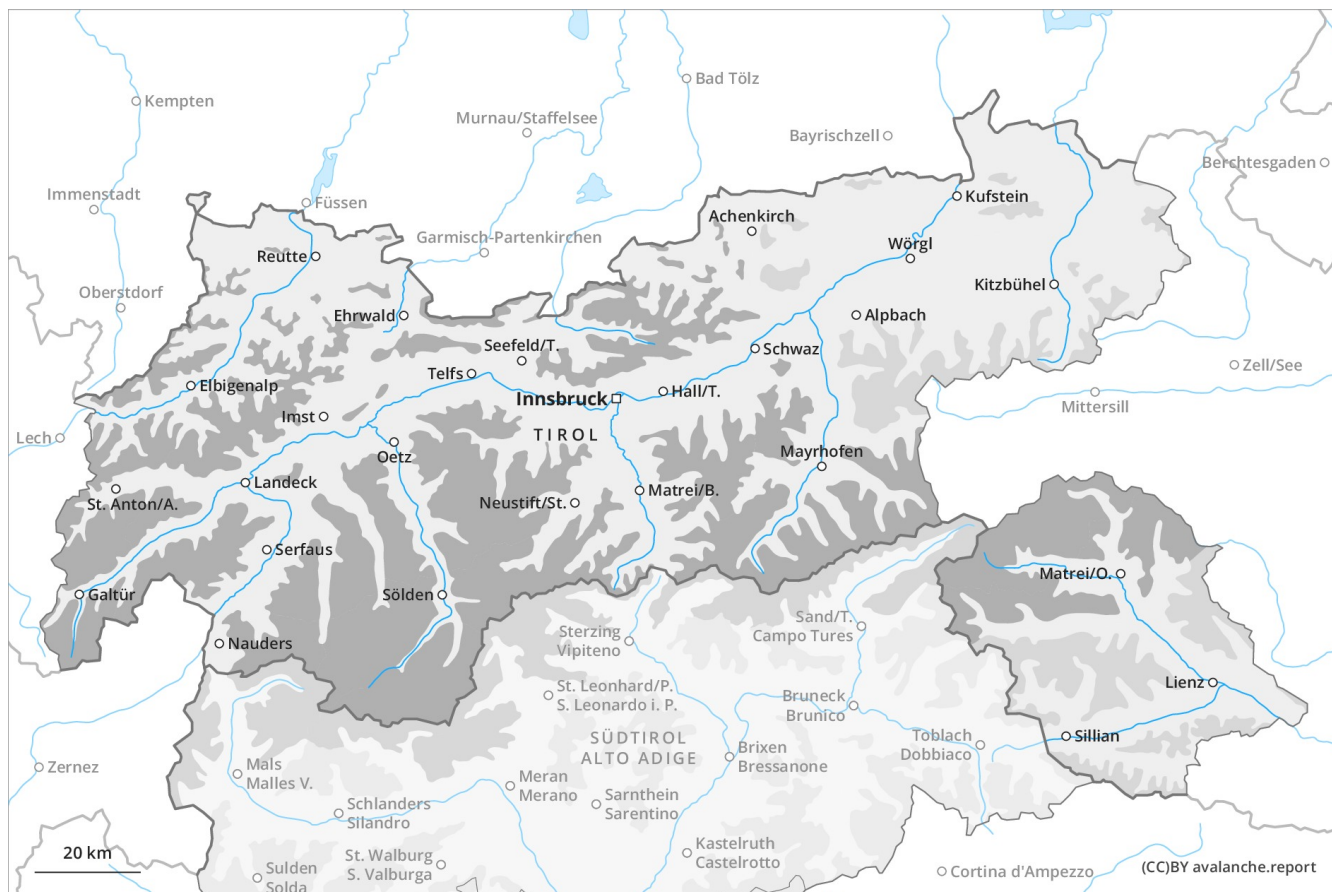 Bad Tölz
Kempten
Murnau/Staffelsee
Bayrischzell
Berchtesgaden
Immenstadt
Füssen
Kufstein
Achenkirch
Garmisch-Partenkirchen
Wörgl
Reutte
Oberstdorf
Kitzbühel
Ehrwald
Alpbach
Seefeld/T.
Schwaz
Zell/See
Telfs
Elbigenalp
Hall/T.
Innsbruck
Mittersill
Imst
TIROL
Lech
Oetz
Mayrhofen
Landeck
Matrei/B.
St. Anton/A.
Neustift/St.
Serfaus
Matrei/O.
Galtür
Sölden
Sand/T.
Campo Tures
Sterzing
Vipiteno
Nauders
Lienz
St. Leonhard/P.
S. Leonardo i. P.
Bruneck
Brunico
Toblach
Dobbiaco
Sillian
SÜDTIROL
ALTO ADIGE
Brixen
Bressanone
Zernez
Mals
Malles V.
Meran
Merano
Sarnthein
Sarentino
Schlanders
Silandro
Kastelruth
Castelrotto
20 km
St. Walburg
S. Valburga
Sulden
Solda
Cortina d'Ampezzo
(CC)BY avalanche.report